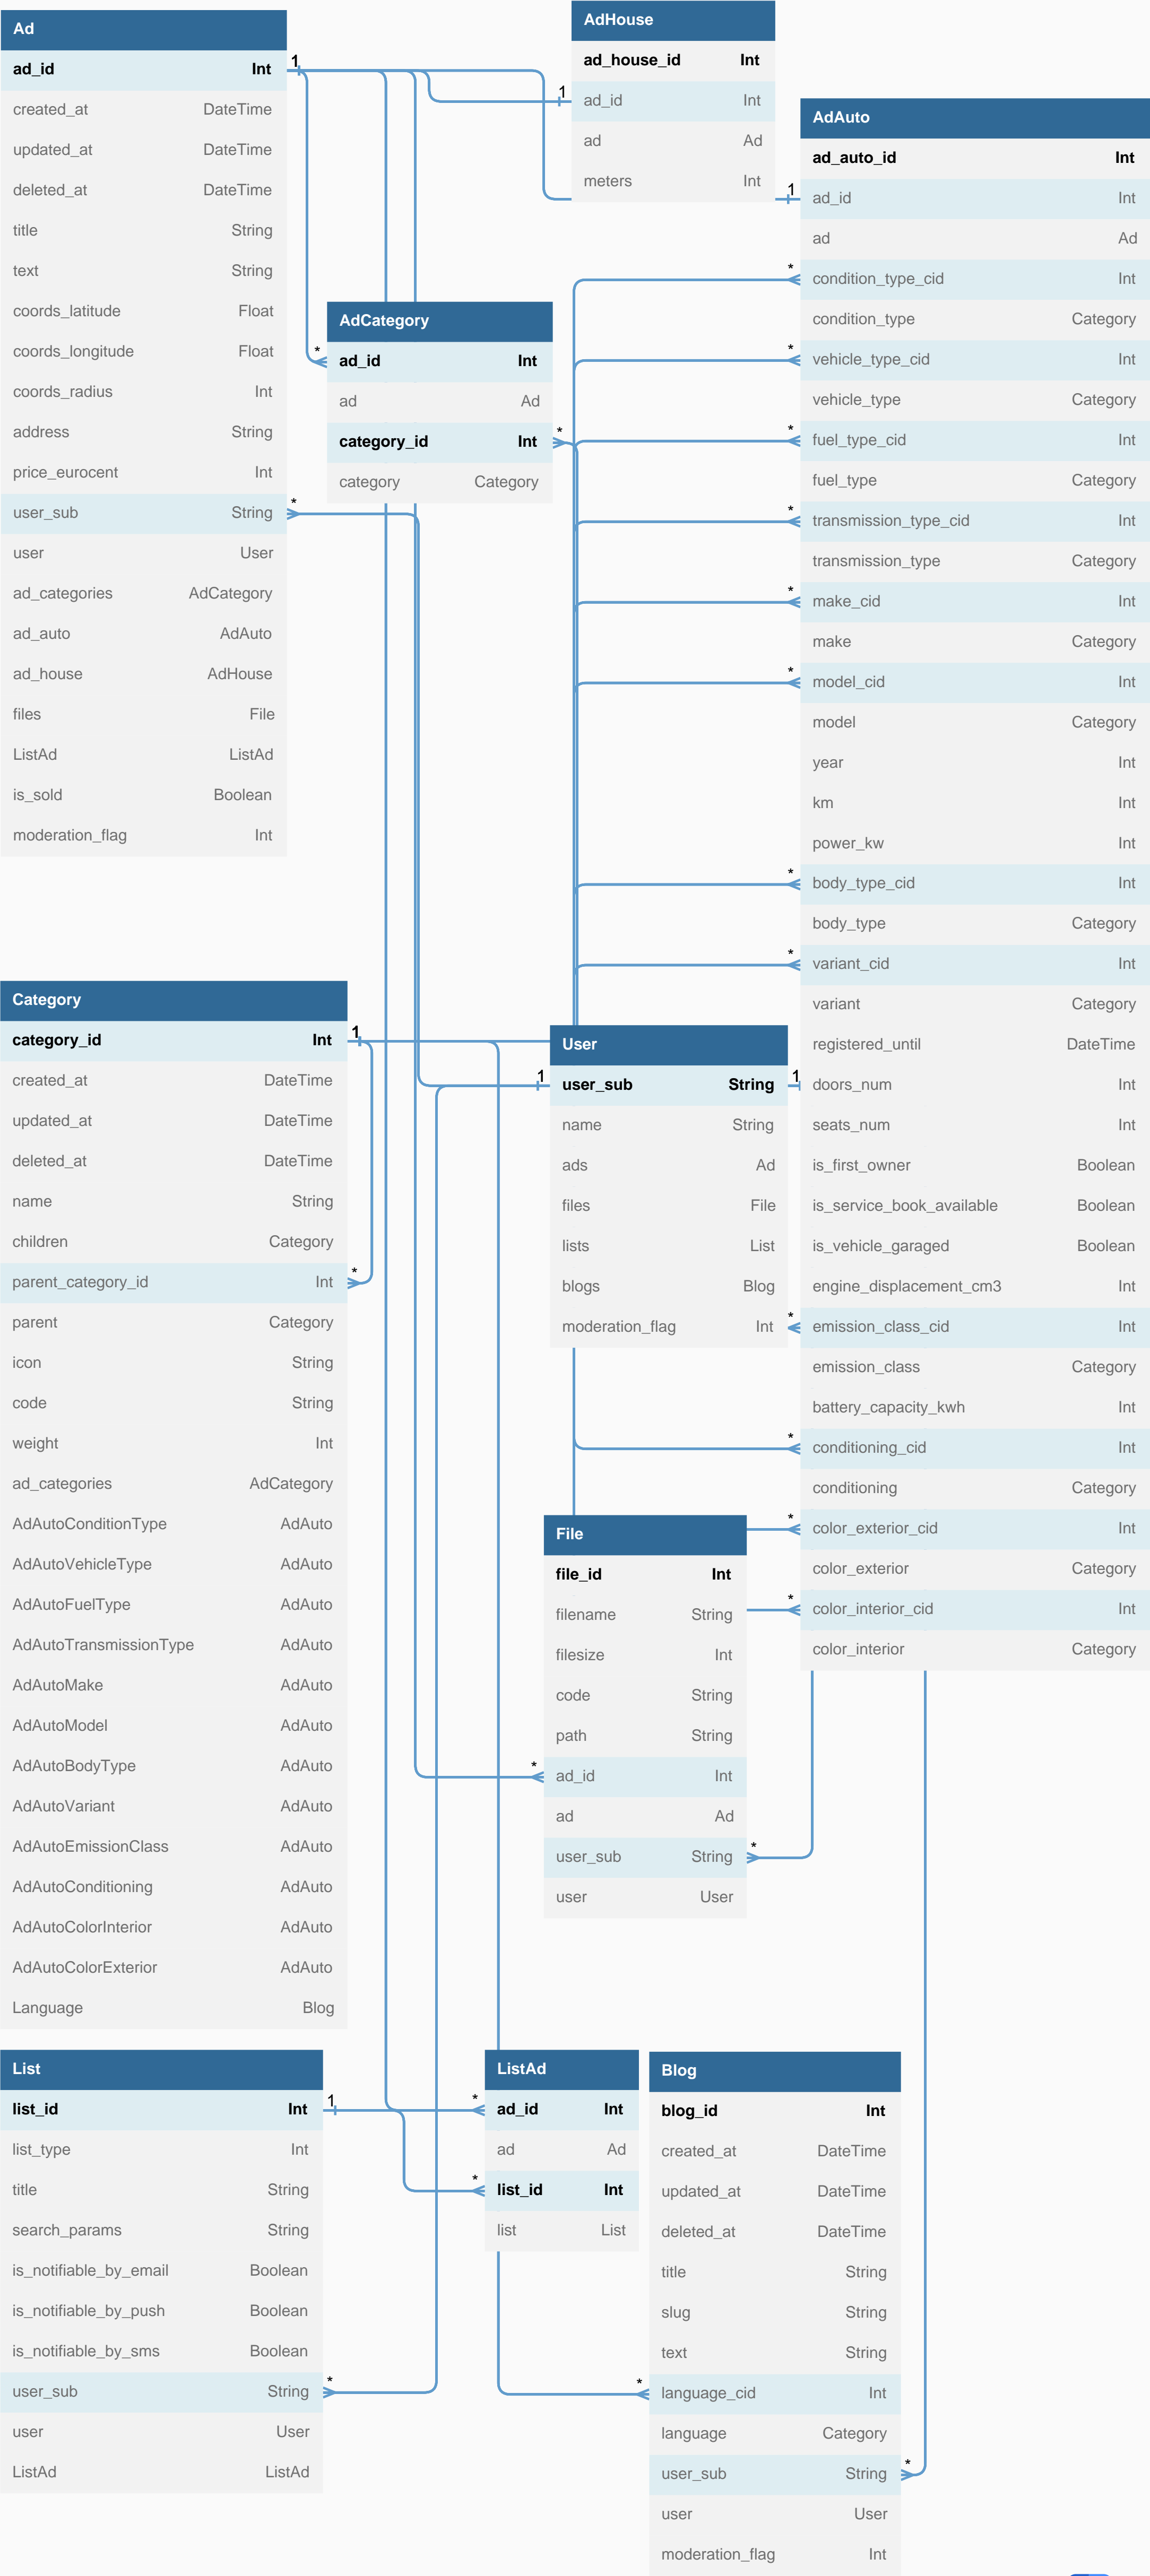 Ad
ad_id Int
created_at DateTime
updated_at DateTime
deleted_at DateTime
title String
text String
coords_latitude Float
coords_longitude Float
coords_radius Int
address String
price_eurocent Int
user_sub String
user User
ad_categories AdCategory
ad_auto AdAuto
ad_house AdHouse
files File
ListAd ListAd
is_sold Boolean
moderation_flag Int
1
*
AdHouse
ad_house_id Int
1
ad_id Int
ad Ad
meters Int
AdCategory
*
ad_id Int
ad Ad
category_id Int
*
category Category
AdAuto
ad_auto_id Int
1
ad_id Int
ad Ad
*
condition_type_cid Int
condition_type Category
*
vehicle_type_cid Int
vehicle_type Category
*
fuel_type_cid Int
fuel_type Category
*
transmission_type_cid Int
transmission_type Category
*
make_cid Int
make Category
*
model_cid Int
model Category
year Int
km Int
power_kw Int
*
body_type_cid Int
body_type Category
*
variant_cid Int
variant Category
registered_until DateTime
doors_num Int
seats_num Int
is_first_owner Boolean
is_service_book_available Boolean
is_vehicle_garaged Boolean
engine_displacement_cm3 Int
*
emission_class_cid Int
emission_class Category
battery_capacity_kwh Int
*
conditioning_cid Int
conditioning Category
*
color_exterior_cid Int
color_exterior Category
*
color_interior_cid Int
color_interior Category
Category
category_id Int
1
created_at DateTime
updated_at DateTime
deleted_at DateTime
name String
children Category
parent_category_id Int
*
parent Category
icon String
code String
weight Int
ad_categories AdCategory
AdAutoConditionType AdAuto
AdAutoVehicleType AdAuto
AdAutoFuelType AdAuto
AdAutoTransmissionType AdAuto
AdAutoMake AdAuto
AdAutoModel AdAuto
AdAutoBodyType AdAuto
AdAutoVariant AdAuto
AdAutoEmissionClass AdAuto
AdAutoConditioning AdAuto
AdAutoColorInterior AdAuto
AdAutoColorExterior AdAuto
Language Blog
User
1
user_sub String
1
name String
ads Ad
files File
lists List
blogs Blog
moderation_flag Int
File
file_id Int
filename String
filesize Int
code String
path String
*
ad_id Int
ad Ad
user_sub String
*
user User
List
list_id Int
1
list_type Int
title String
search_params String
is_notifiable_by_email Boolean
is_notifiable_by_push Boolean
is_notifiable_by_sms Boolean
user_sub String
*
user User
ListAd ListAd
ListAd
*
ad_id Int
ad Ad
*
list_id Int
list List
Blog
blog_id Int
created_at DateTime
updated_at DateTime
deleted_at DateTime
title String
slug String
text String
*
language_cid Int
language Category
user_sub String
*
user User
moderation_flag Int